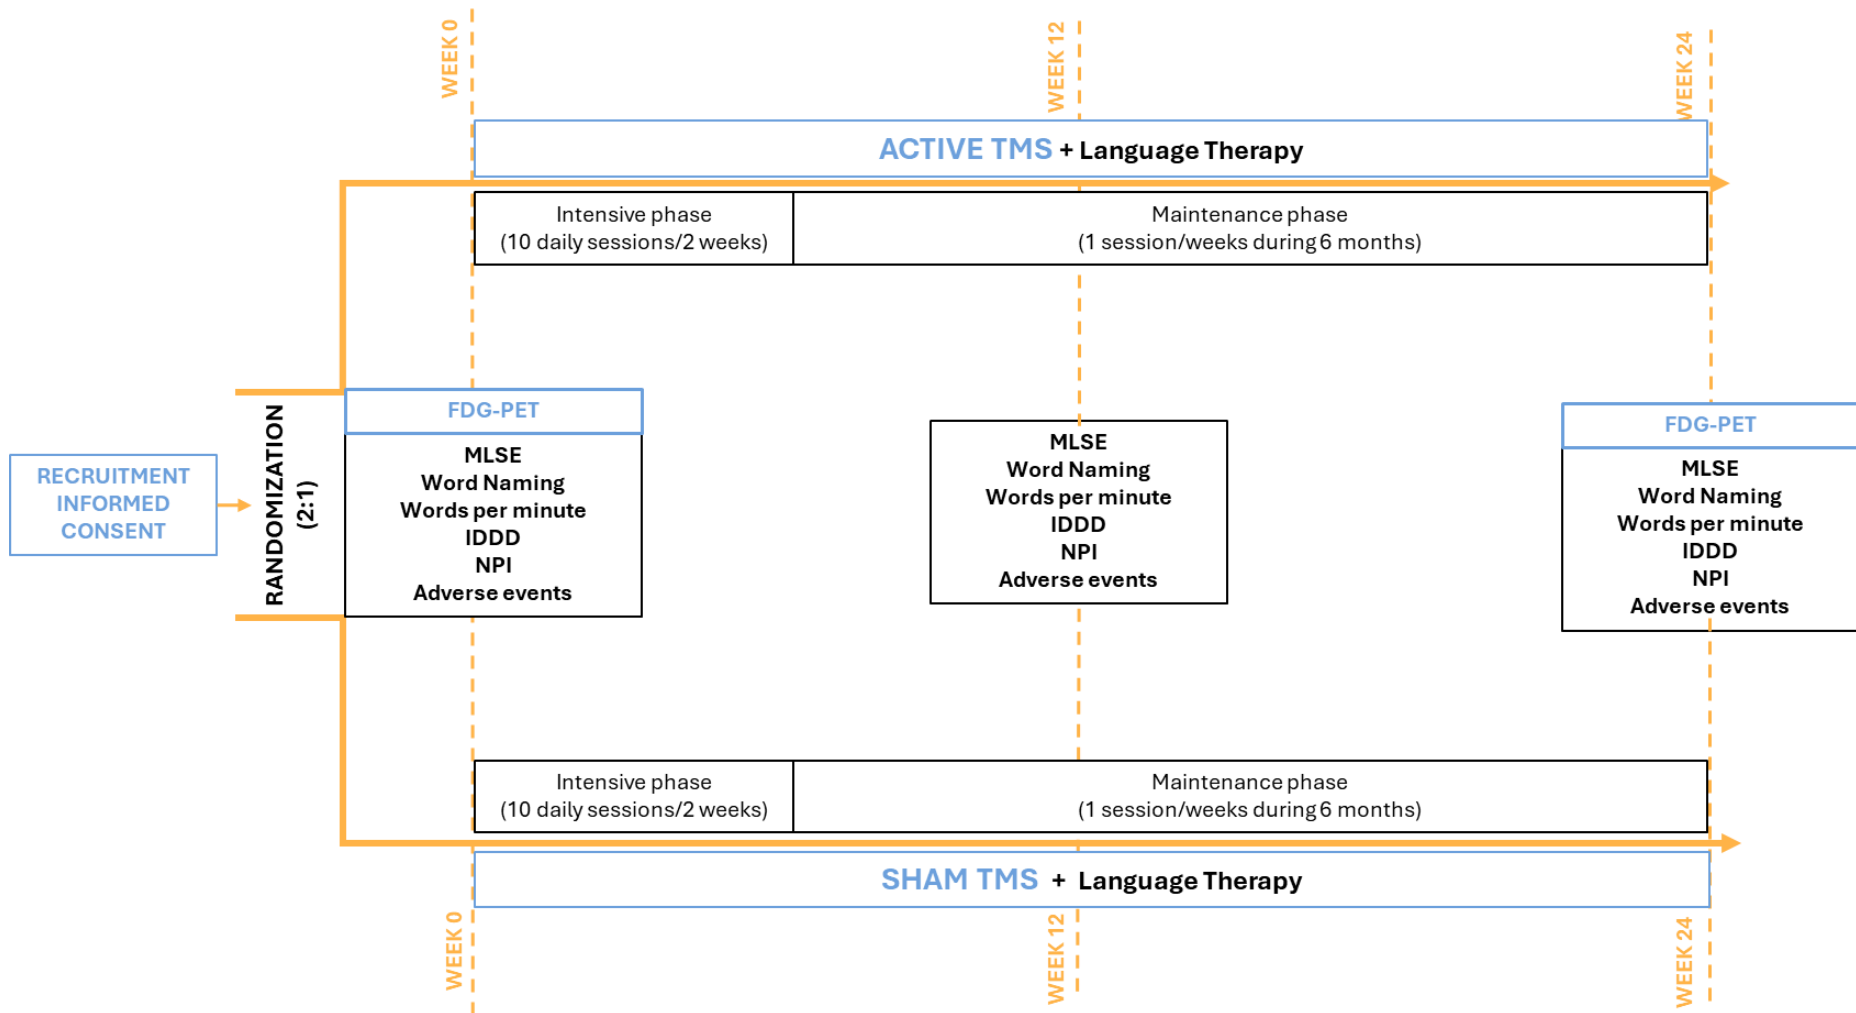 WEEK 0
WEEK 12
WEEK 24
ACTIVE TMS + Language Therapy
Intensive phase
(10 daily sessions/2 weeks)
Maintenance phase
(1 session/weeks during 6 months)
RECRUITMENT
INFORMED
CONSENT
RANDOMIZATION
(2:1)
FDG-PET
MLSE
Word Naming
Words per minute
IDDD
NPI
Adverse events
MLSE
Word Naming
Words per minute
IDDD
NPI
Adverse events
FDG-PET
MLSE
Word Naming
Words per minute
IDDD
NPI
Adverse events
Intensive phase
(10 daily sessions/2 weeks)
Maintenance phase
(1 session/weeks during 6 months)
SHAM TMS + Language Therapy
WEEK 0
WEEK 12
WEEK 24